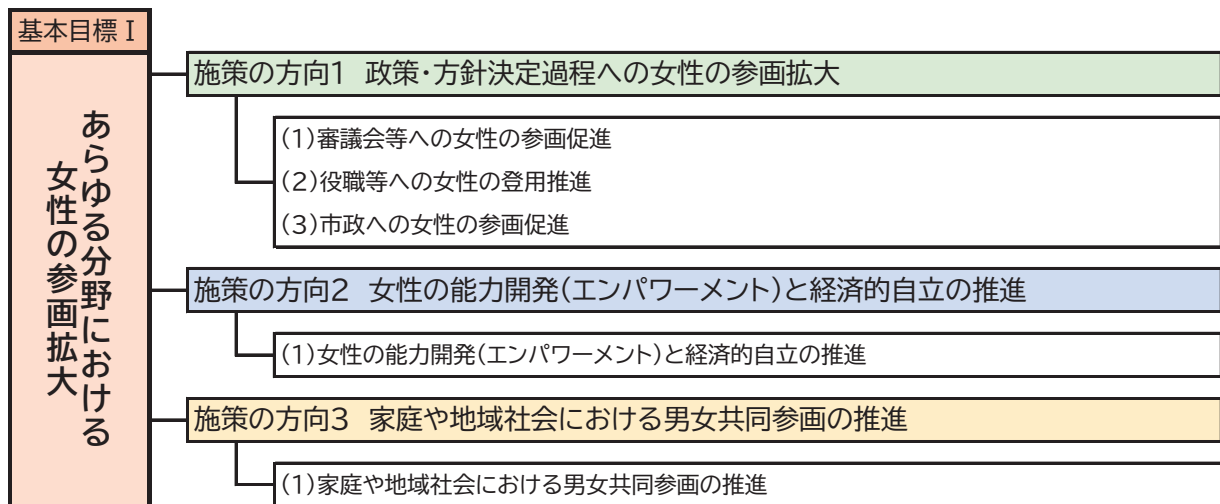 基本目標Ⅰ
あらゆる分野における
女性の参画拡大
施策の方向1 政策・方針決定過程への女性の参画拡大
(1)審議会等への女性の参画促進
(2)役職等への女性の登用推進
(3)市政への女性の参画促進
施策の方向2 女性の能力開発(エンパワーメント)と経済的自立の推進
(1)女性の能力開発(エンパワーメント)と経済的自立の推進
施策の方向3 家庭や地域社会における男女共同参画の推進
(1)家庭や地域社会における男女共同参画の推進